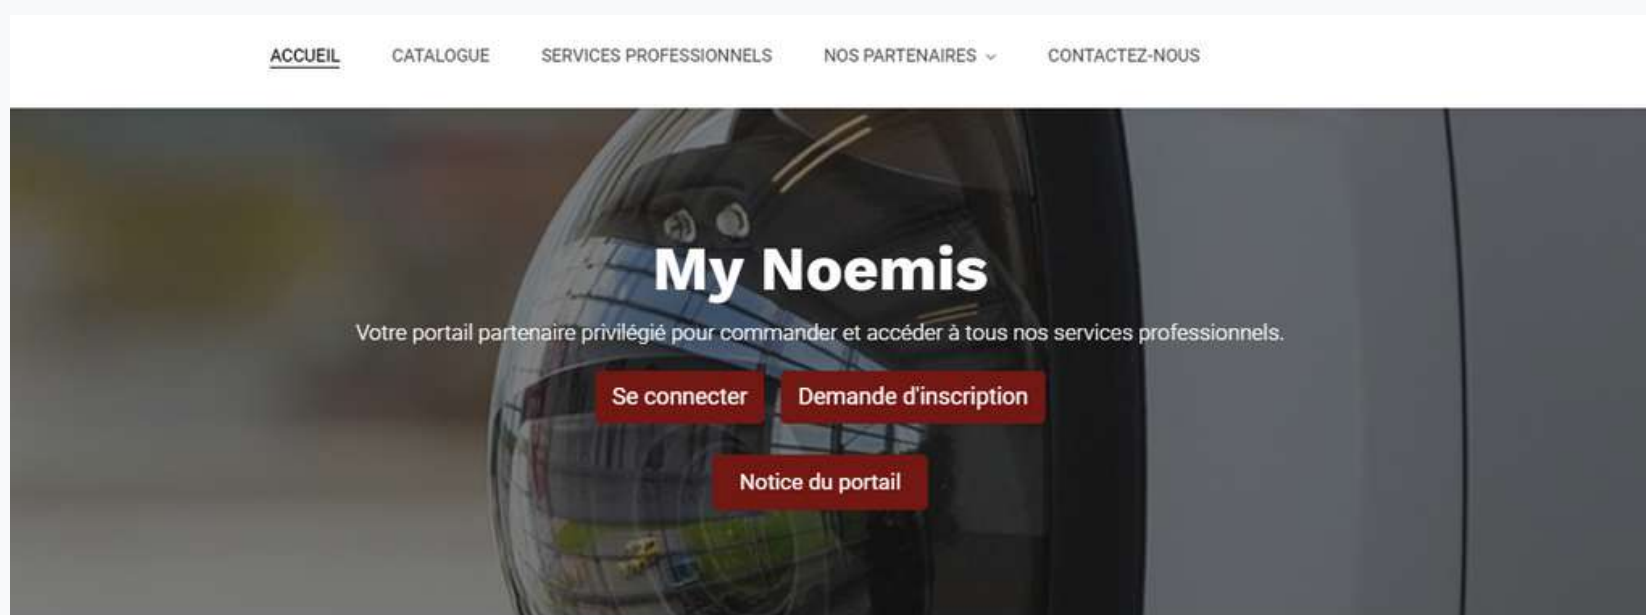 ACCUEIL CATALOGUE SERVICES PROFESSIONNELS NOS PARTENAIRES CONTACTEZ-NOUS
My Noemis
Votre portail partenaire privilégié pour commander et accéder à tous nos services professionnels.
Se connecter Demande d'inscription
Notice du portail